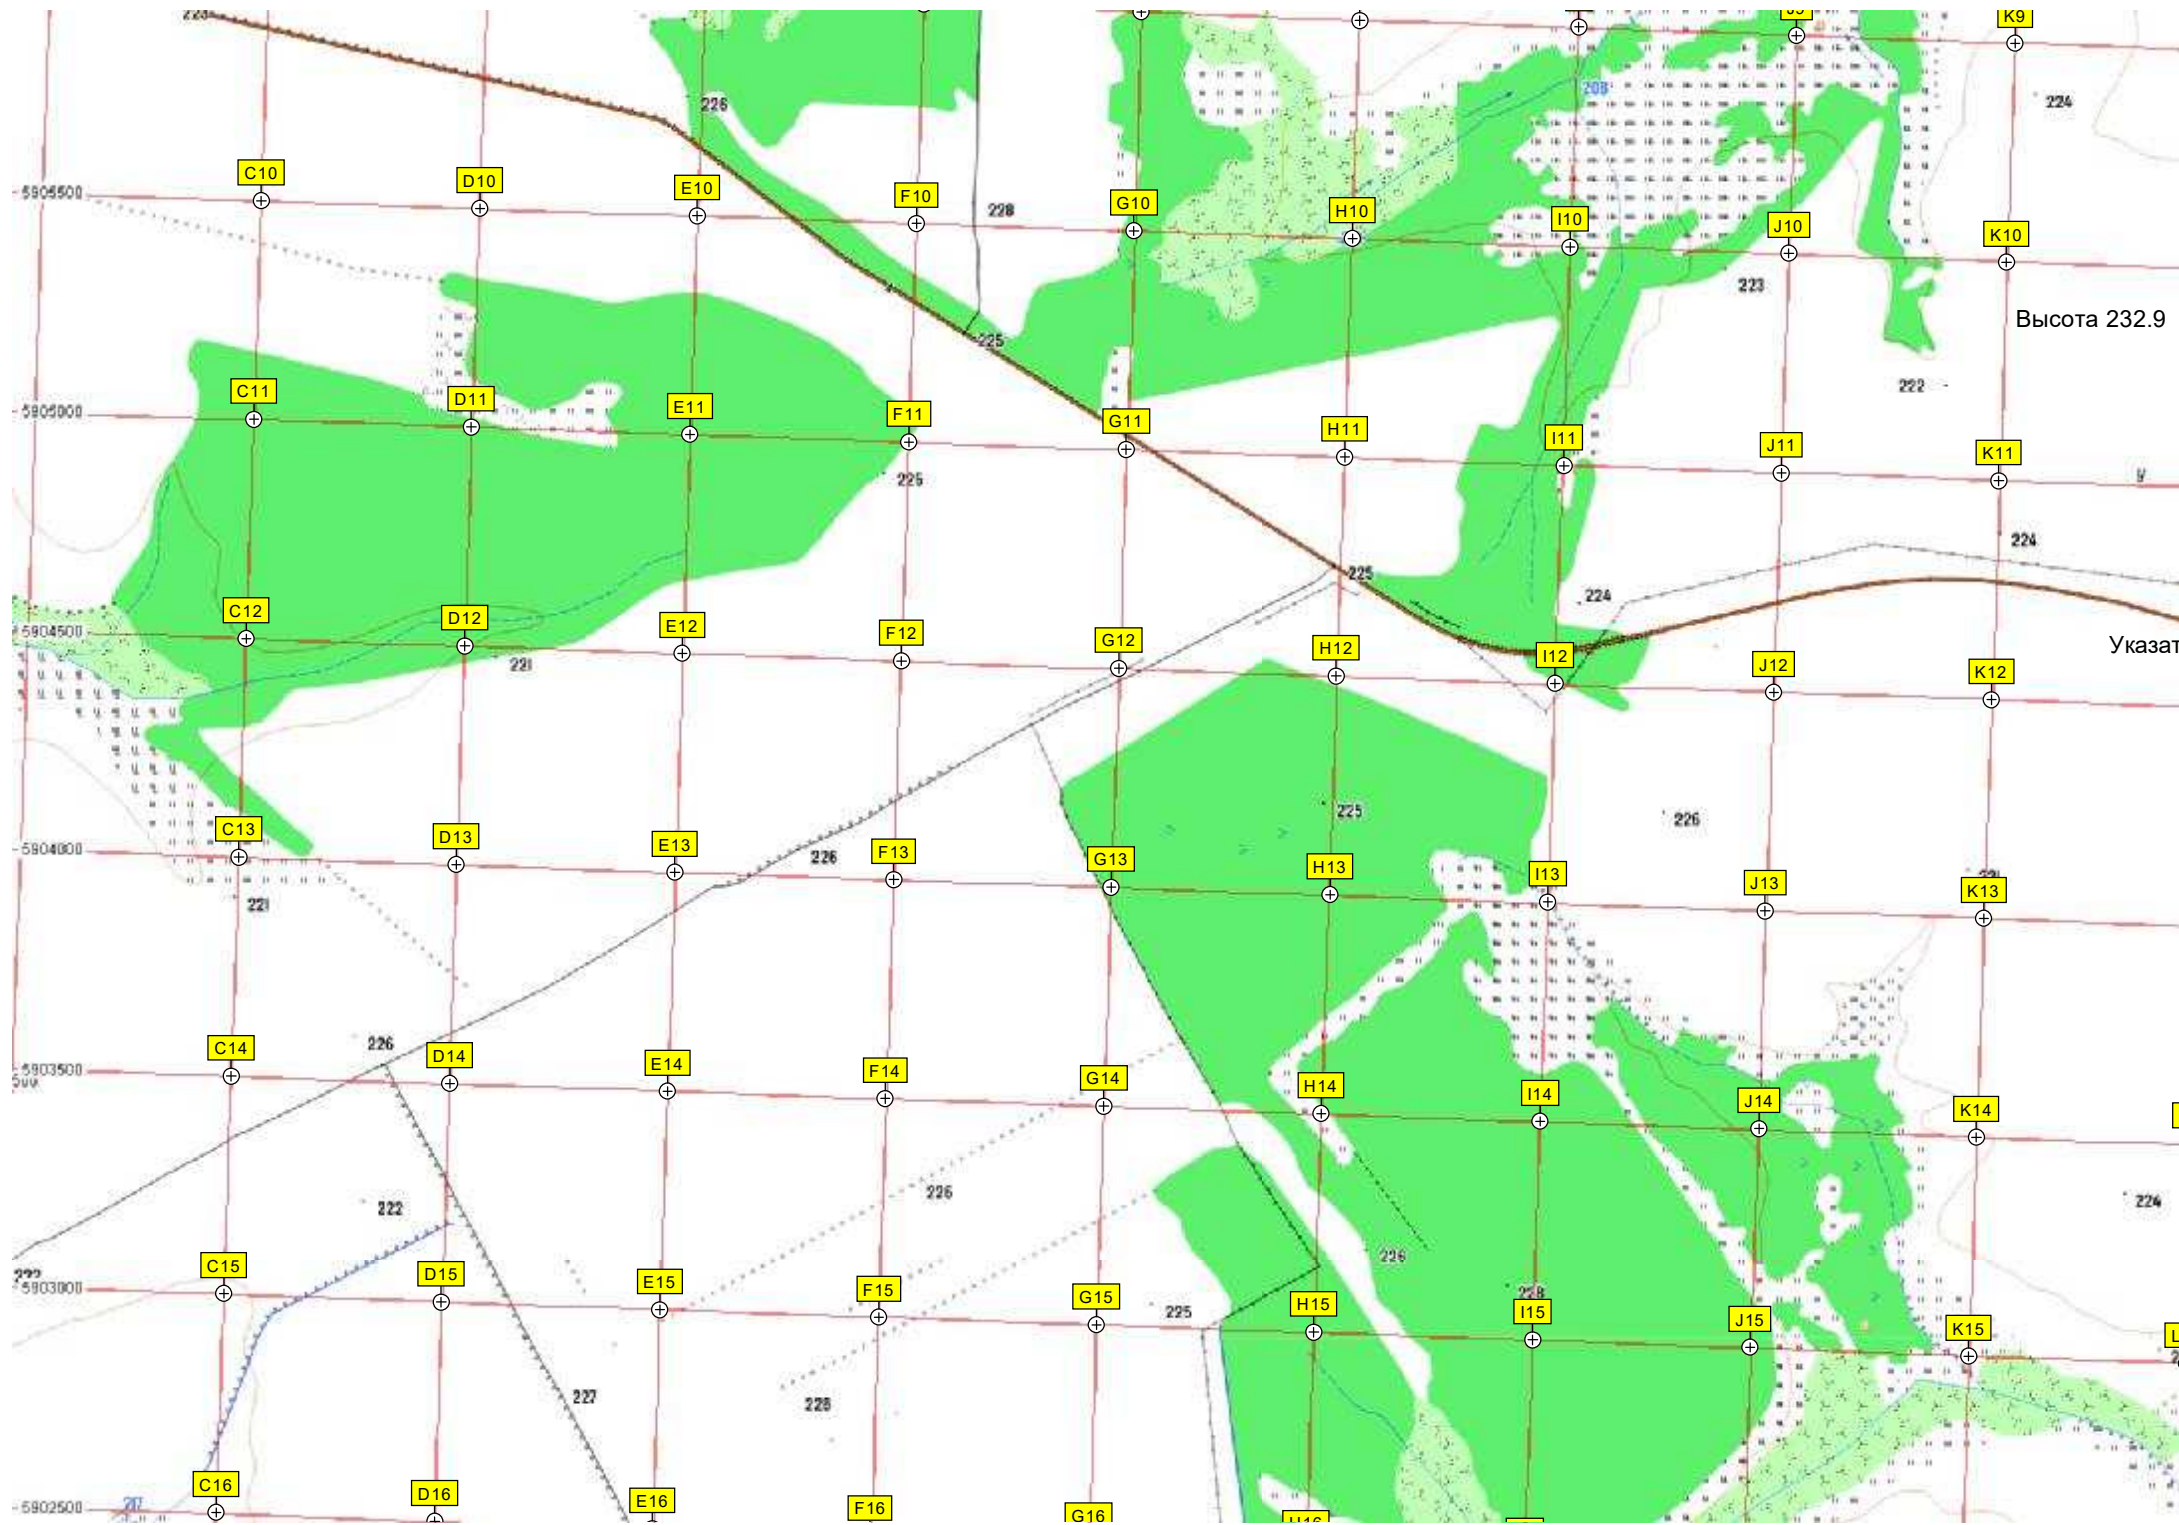 K9
226
208
224
C10
D10
E10
F10
228
G10
H10
I10
J10
K10
5905500
223
Высота 232.9
225
222
C11
D11
E11
F11
G11
H11
I11
J11
K11
5905000
225
224
225
224
C12
D12
E12
F12
G12
H12
I12
J12
K12
5904500
Указат
221
225
226
C13
D13
E13
F13
G13
H13
I13
J13
K13
5904000
226
221
226
C14
D14
E14
F14
G14
H14
I14
J14
K14
5903500
222
226
224
226
228
C15
D15
E15
F15
G15
225
H15
I15
J15
K15
5903000
227
228
C16
D16
E16
F16
G16
H16
5902500
217